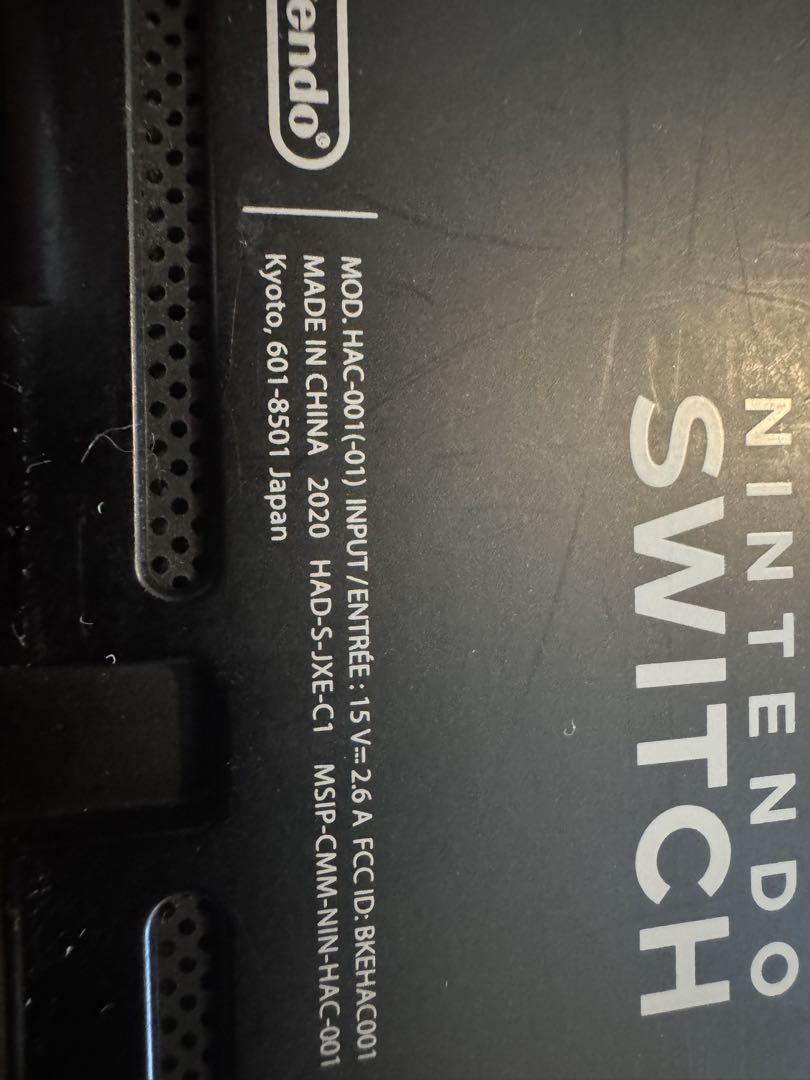 endo®
MOD. HAC-001(-01) INPUT/ENTRÉE : 15 V⎓ 2.6 A FCC ID: BKEHAC001
MADE IN CHINA 2020 HAD-S-JXE-C1 MSIP-CMM-NIN-HAC-001
Kyoto, 601-8501 Japan
NINTENDO
SWITCH